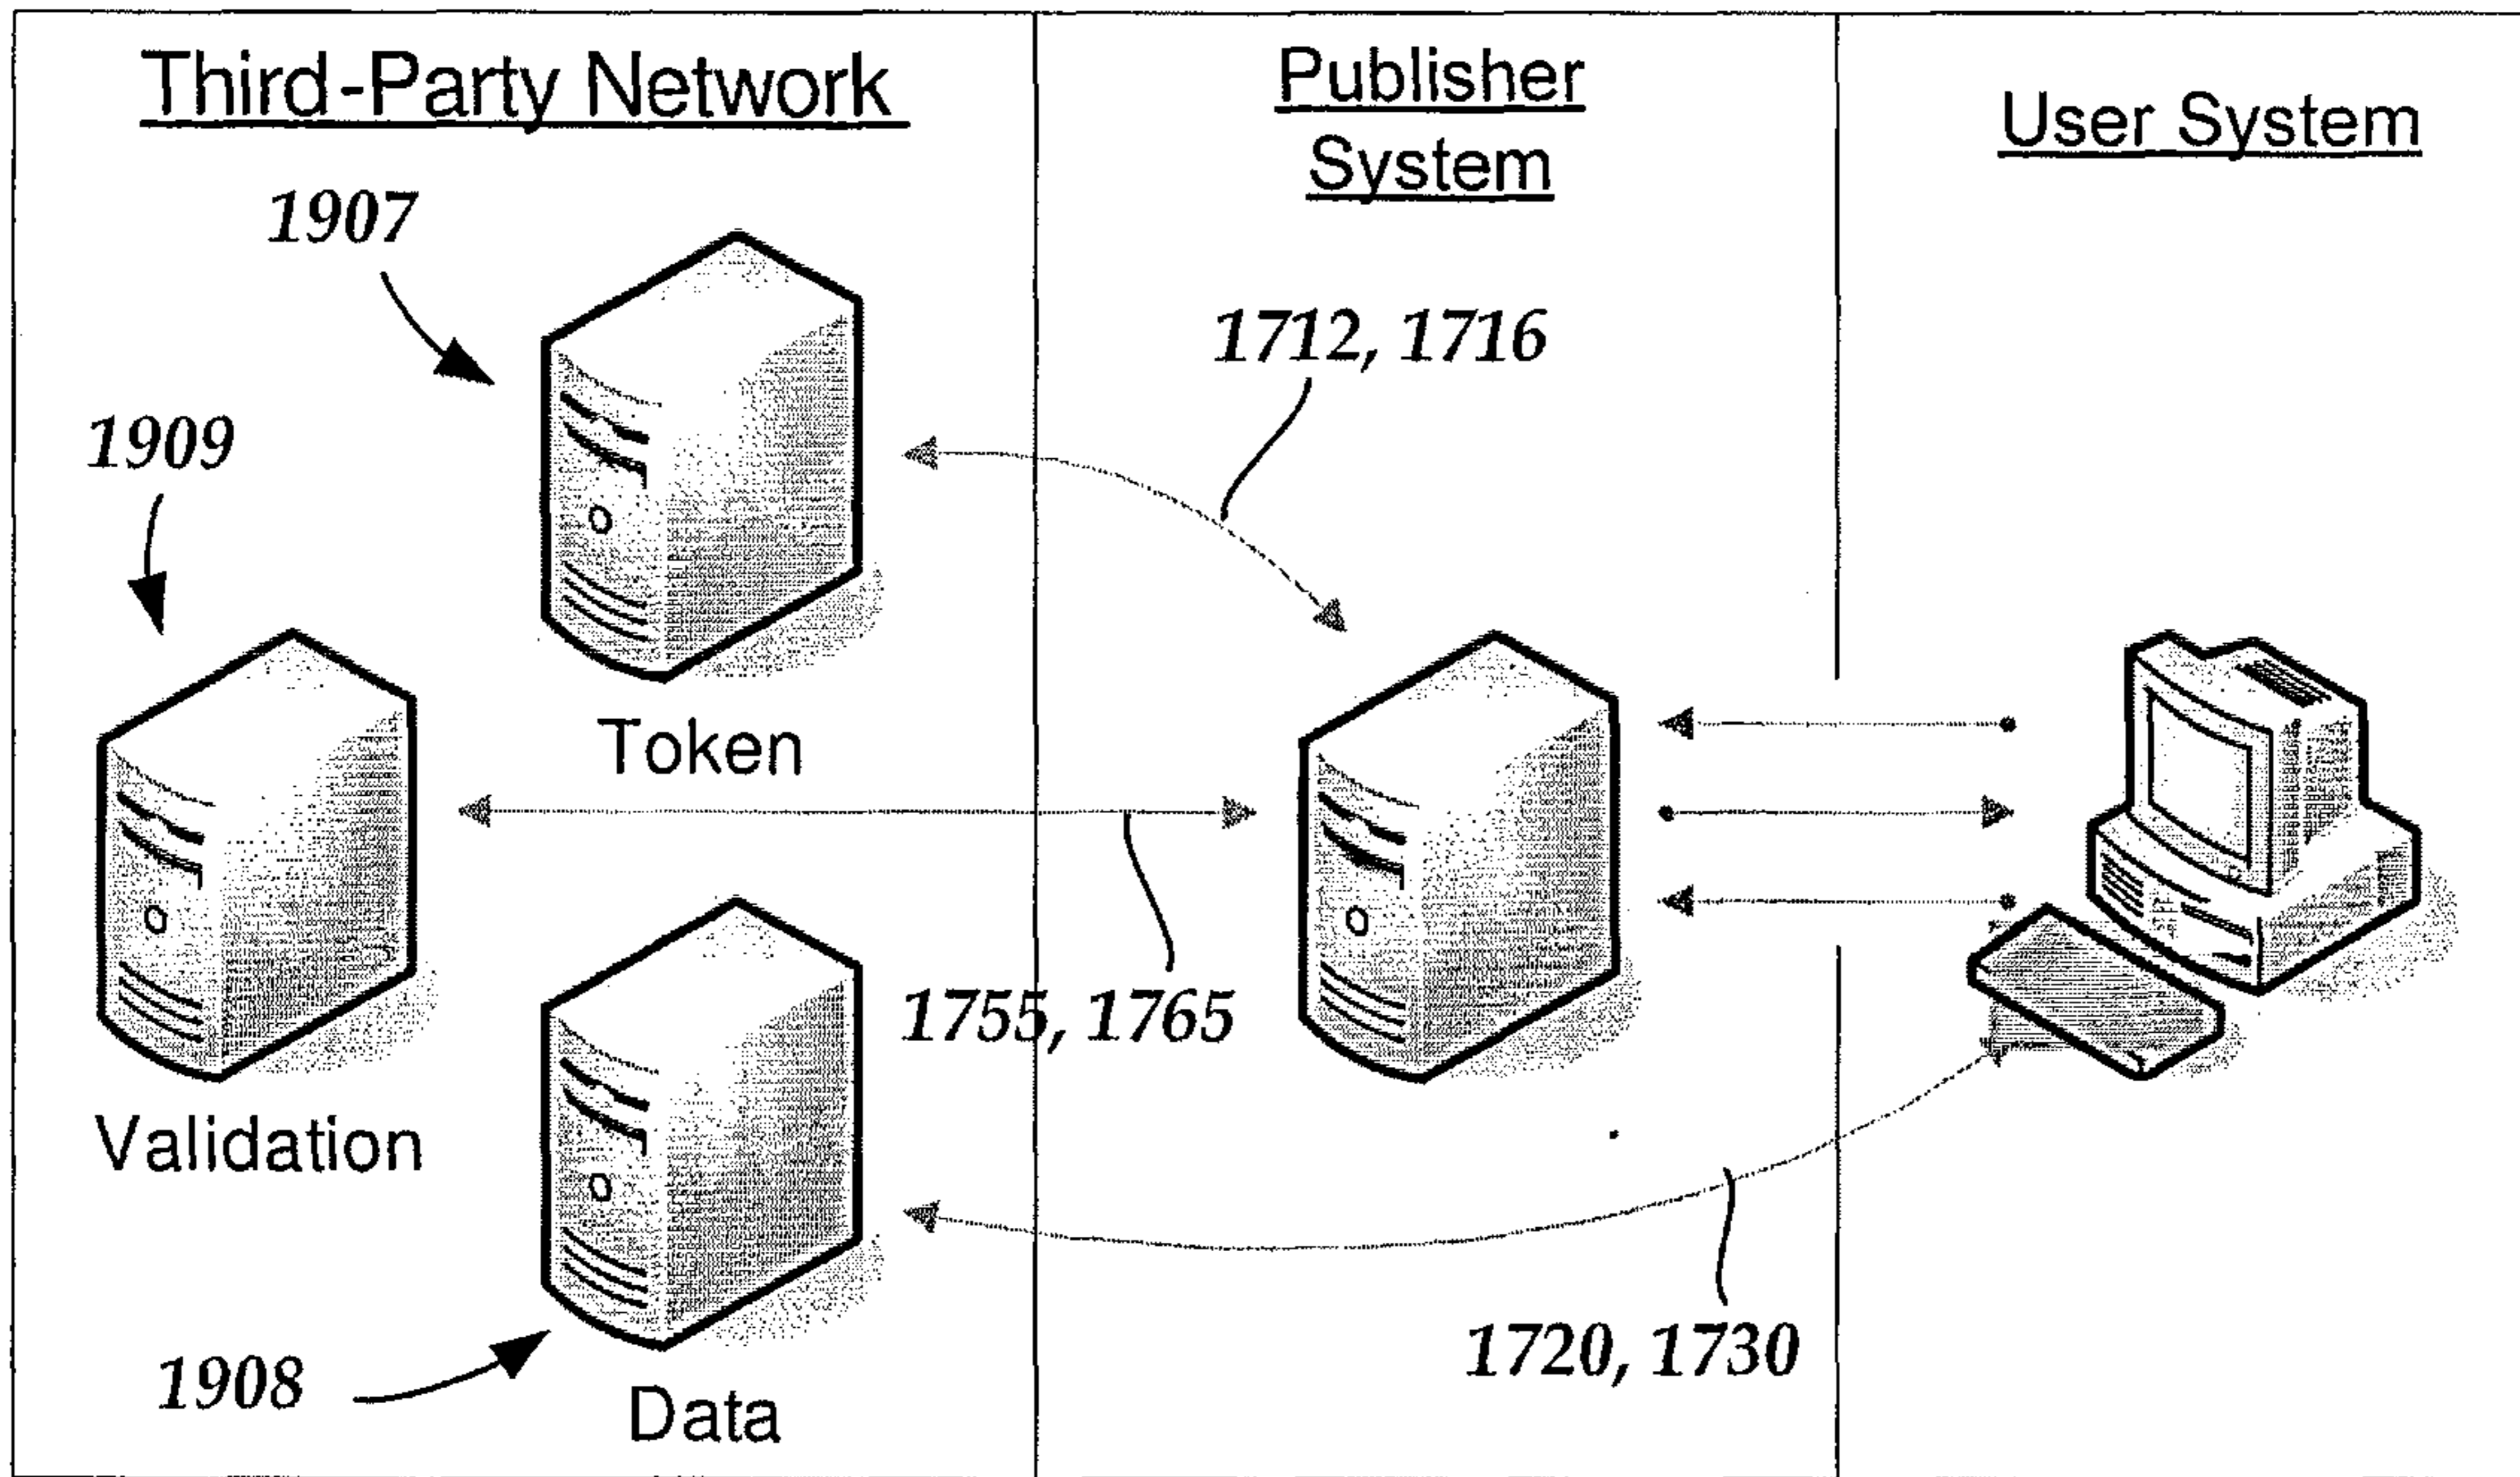 Third-Party Network
Publisher
System
User System
1907
1712, 1716
1909
Token
1755, 1765
Validation
1720, 1730
1908
Data